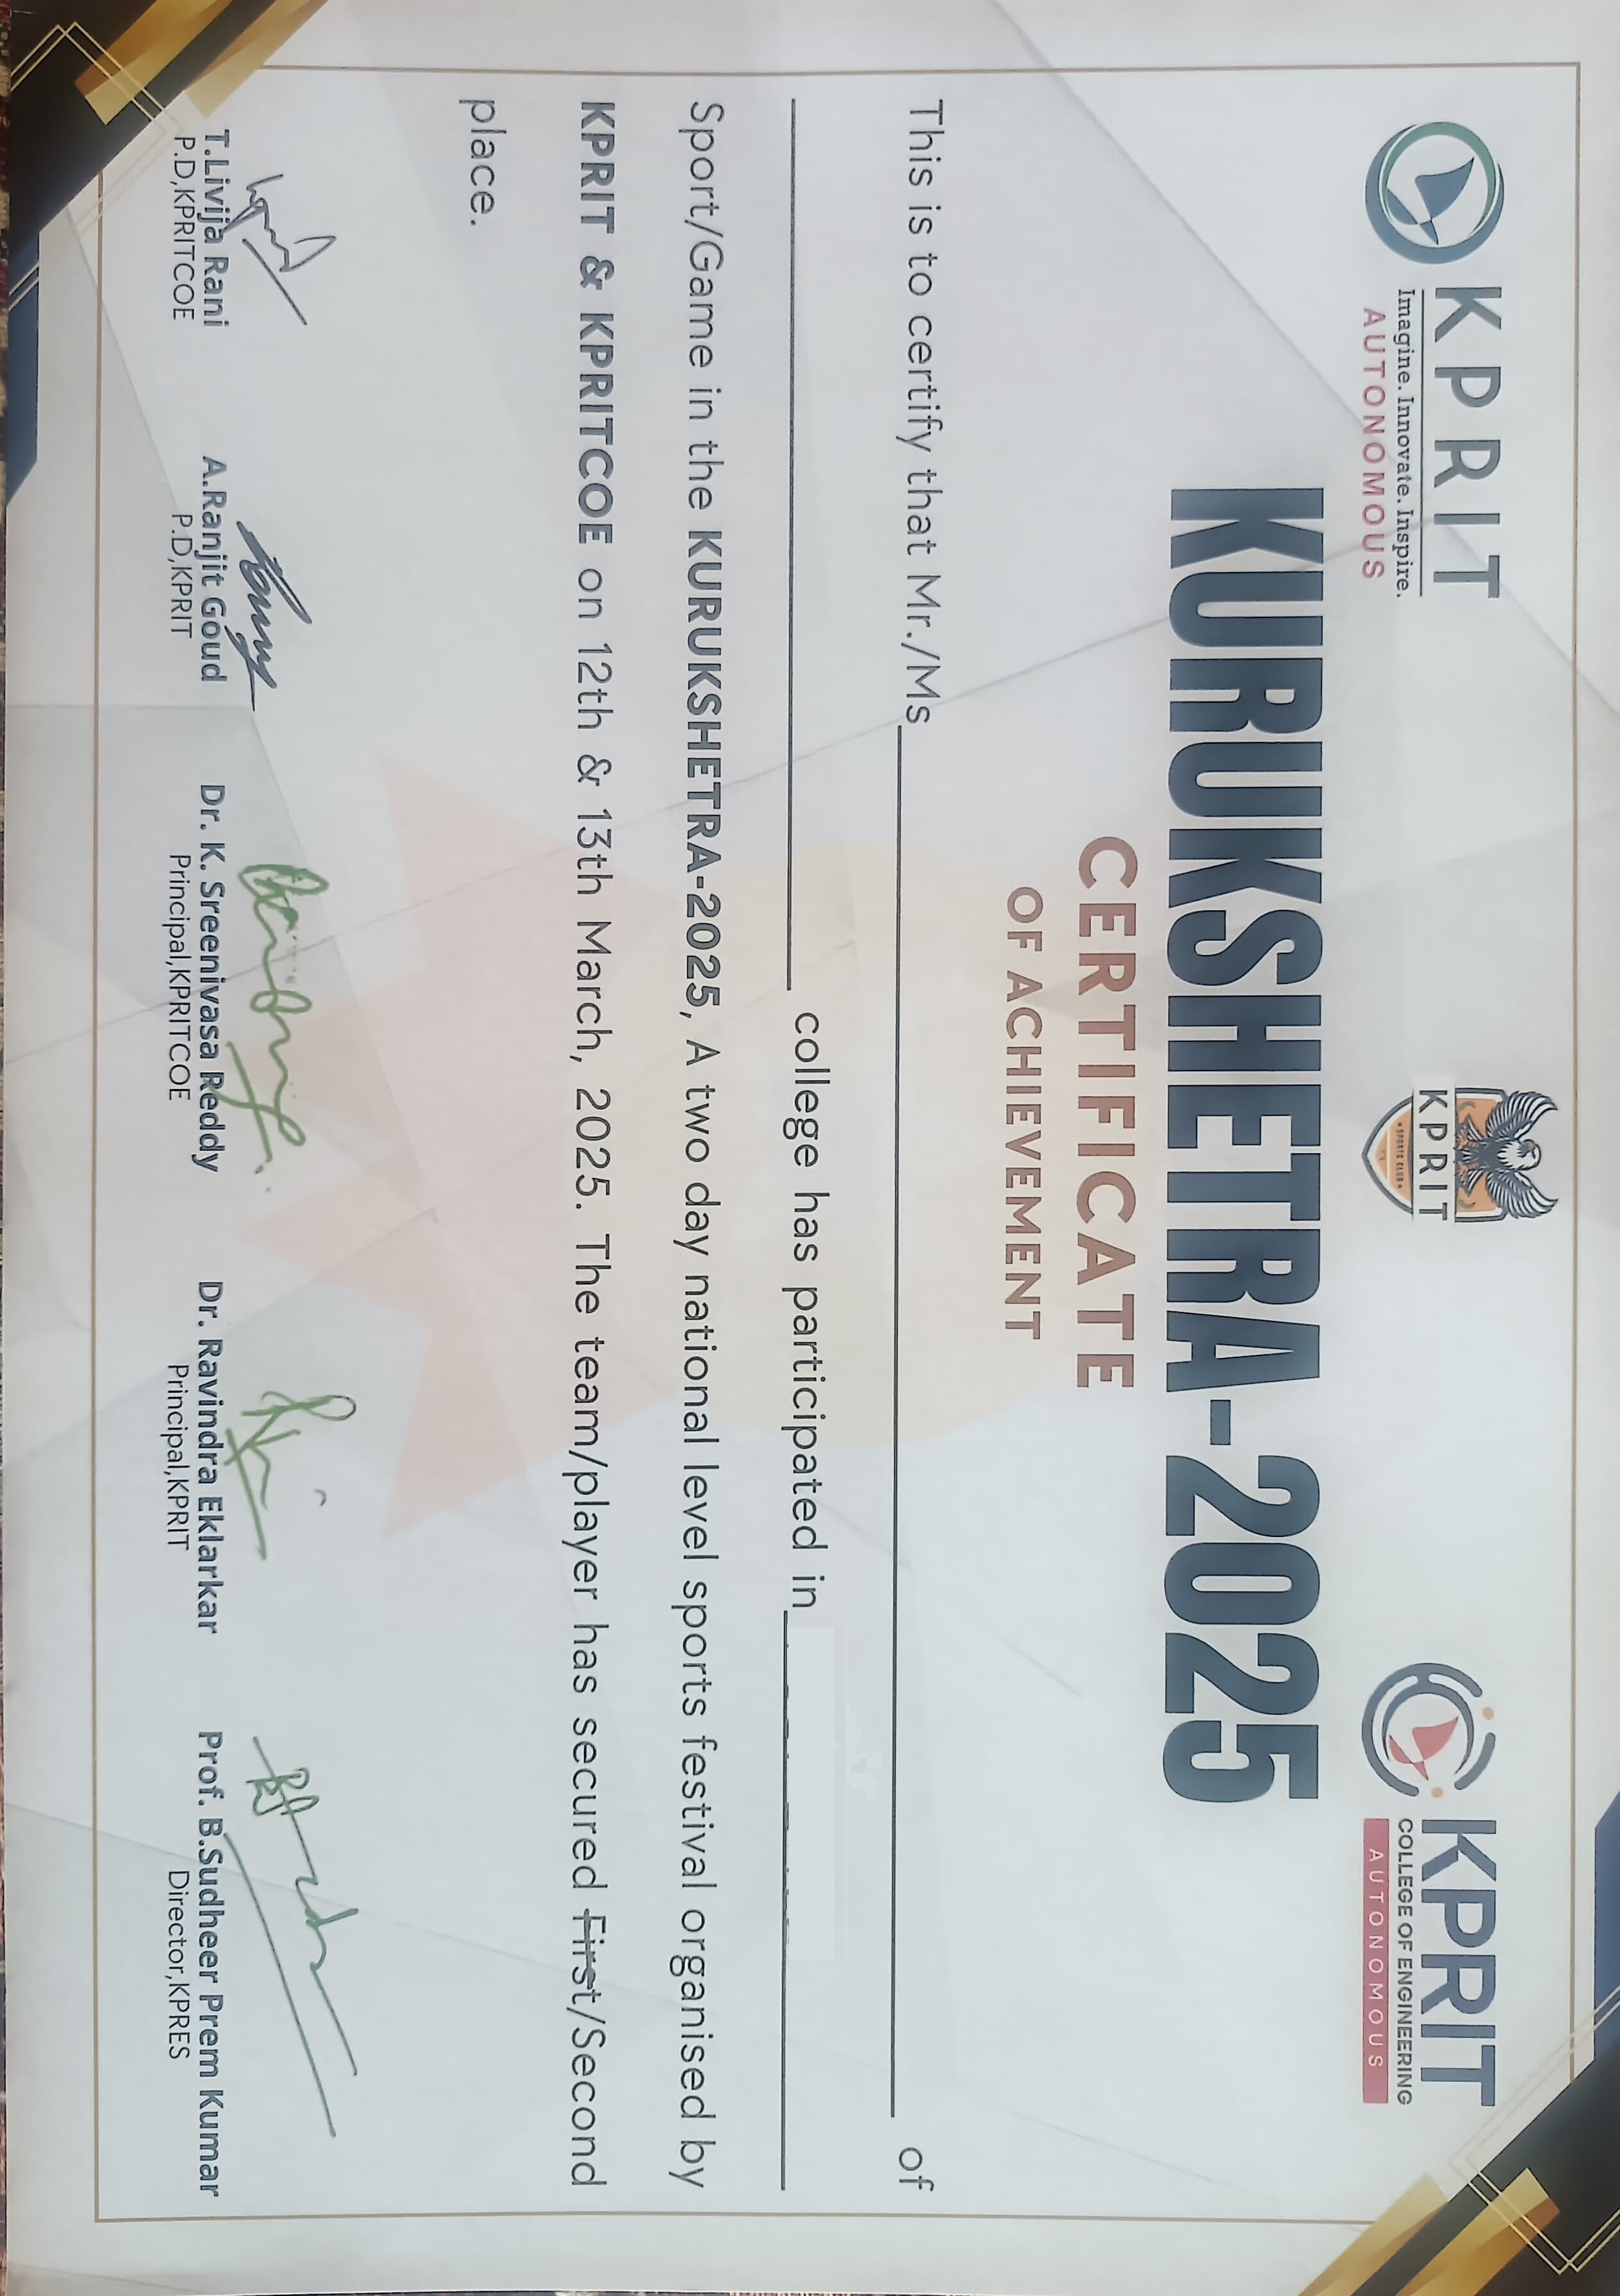 KPRIT
Imagine. Innovate. Inspire.
AUTONOMOUS
KPRIT
★SPORTS CLUB★
KPRIT
COLLEGE OF ENGINEERING
AUTONOMOUS
KURUKSHETRA-2025
CERTIFICATE
OF ACHIEVEMENT
This is to certify that Mr./Ms of
college has participated in
Sport/Game in the KURUKSHETRA-2025, A two day national level sports festival organised by
KPRIT & KPRITCOE on 12th & 13th March, 2025. The team/player has secured First/Second
place.
T.Livija Rani
P.D,KPRITCOE
A.Ranjit Goud
P.D,KPRIT
Dr. K. Sreenivasa Reddy
Principal,KPRITCOE
Dr. Ravindra Eklarkar
Principal,KPRIT
Prof. B.Sudheer Prem Kumar
Director,KPRES